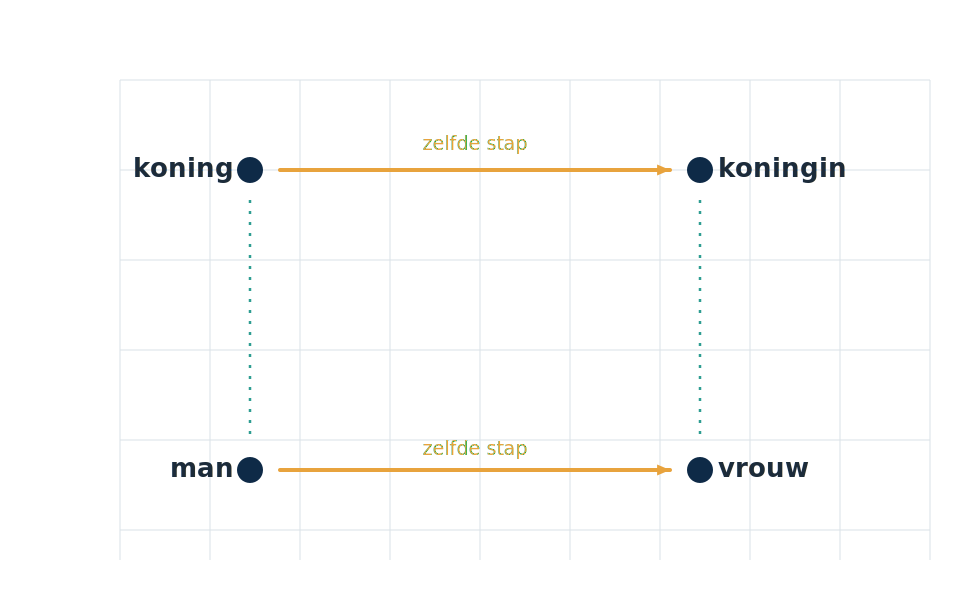 zelfde stap
koning
koningin
zelfde stap
man
vrouw